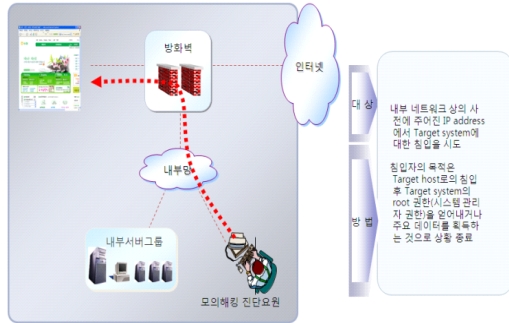 방화벽
인터넷
내부망
내부서버그룹
모의해킹 진단요원
대 상
내부 네트워크 상의 사
전에 주어진 IP address
에서 Target system에
대한 침입을 시도
방 법
침입자의 목적은
Target host로의 침입
후 Target system의
root 권한(시스템 관리
자 권한)을 얻어내거나
주요 데이터를 획득하
는 것으로 상황 종료